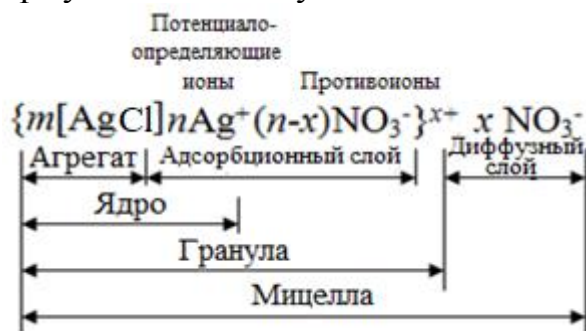 Потенциало-
определяющие
ионы Противоионы
{m[AgCl]nAg⁺(n-x)NO₃⁻}ˣ⁺ x NO₃⁻
Агрегат Адсорбционный слой Диффузный
слой
Ядро
Гранула
Мицелла